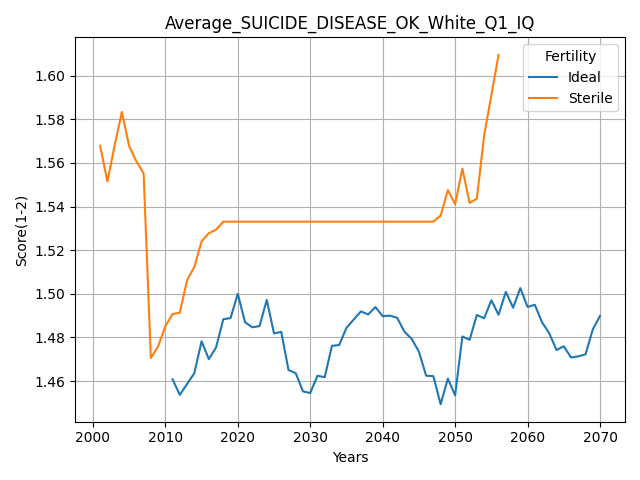 Average_SUICIDE_DISEASE_OK_White_Q1_IQ
Fertility
Ideal
Sterile
Score(1-2)
1.60
1.58
1.56
1.54
1.52
1.50
1.48
1.46
2000 2010 2020 2030 2040 2050 2060 2070
Years